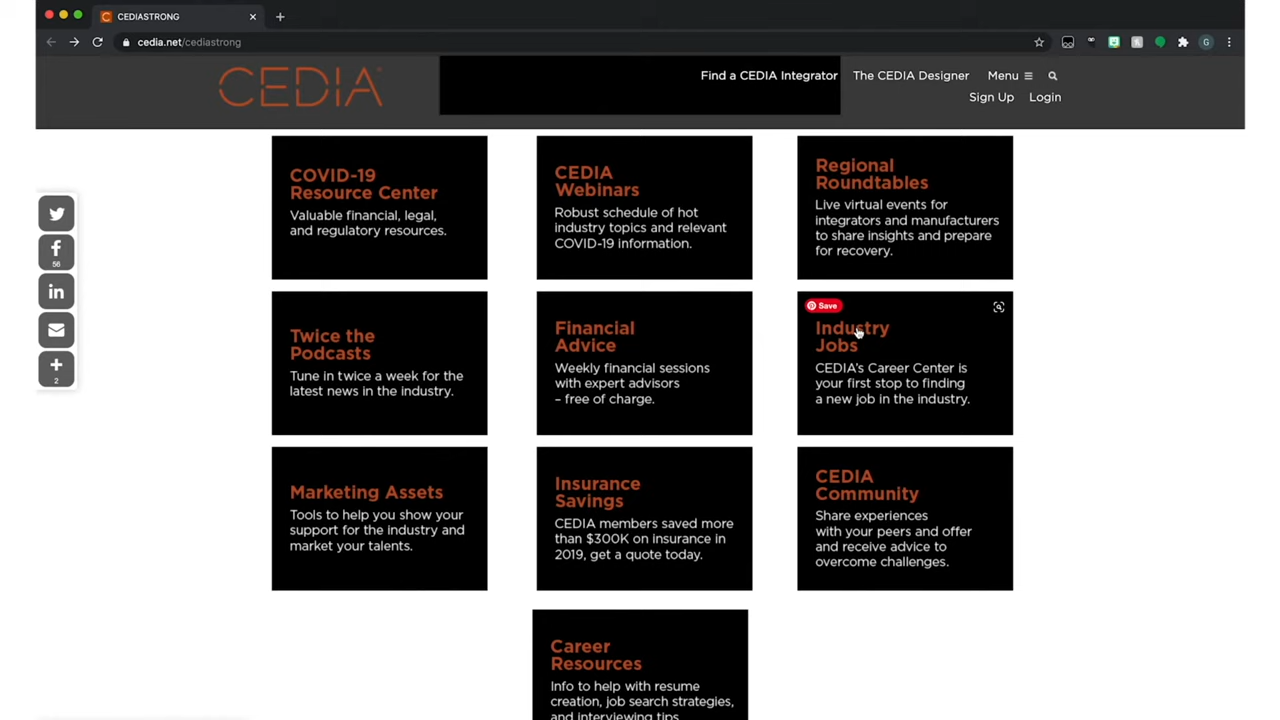 CEDIASTRONG
cedia.net/cediastrong
G
CEDIA
Find a CEDIA Integrator
The CEDIA Designer
Menu
Sign Up
Login
56
2
COVID-19
Resource Center
Valuable financial, legal,
and regulatory resources.
CEDIA
Webinars
Robust schedule of hot
industry topics and relevant
COVID-19 information.
Regional
Roundtables
Live virtual events for
integrators and manufacturers
to share insights and prepare
for recovery.
Twice the
Podcasts
Tune in twice a week for the
latest news in the industry.
Financial
Advice
Weekly financial sessions
with expert advisors
– free of charge.
Save
Industry
Jobs
CEDIA's Career Center is
your first stop to finding
a new job in the industry.
Marketing Assets
Tools to help you show your
support for the industry and
market your talents.
Insurance
Savings
CEDIA members saved more
than $300K on insurance in
2019, get a quote today.
CEDIA
Community
Share experiences
with your peers and offer
and receive advice to
overcome challenges.
Career
Resources
Info to help with resume
creation, job search strategies,
and interviewing tips